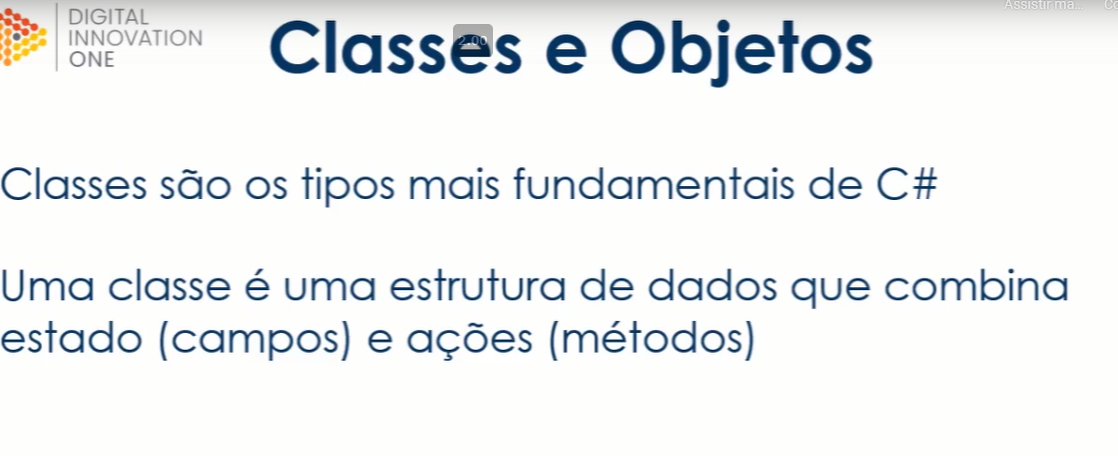 Assistir ma... Co
DIGITAL
INNOVATION
ONE
Classes e Objetos
2.00
Classes são os tipos mais fundamentais de C#
Uma classe é uma estrutura de dados que combina
estado (campos) e ações (métodos)